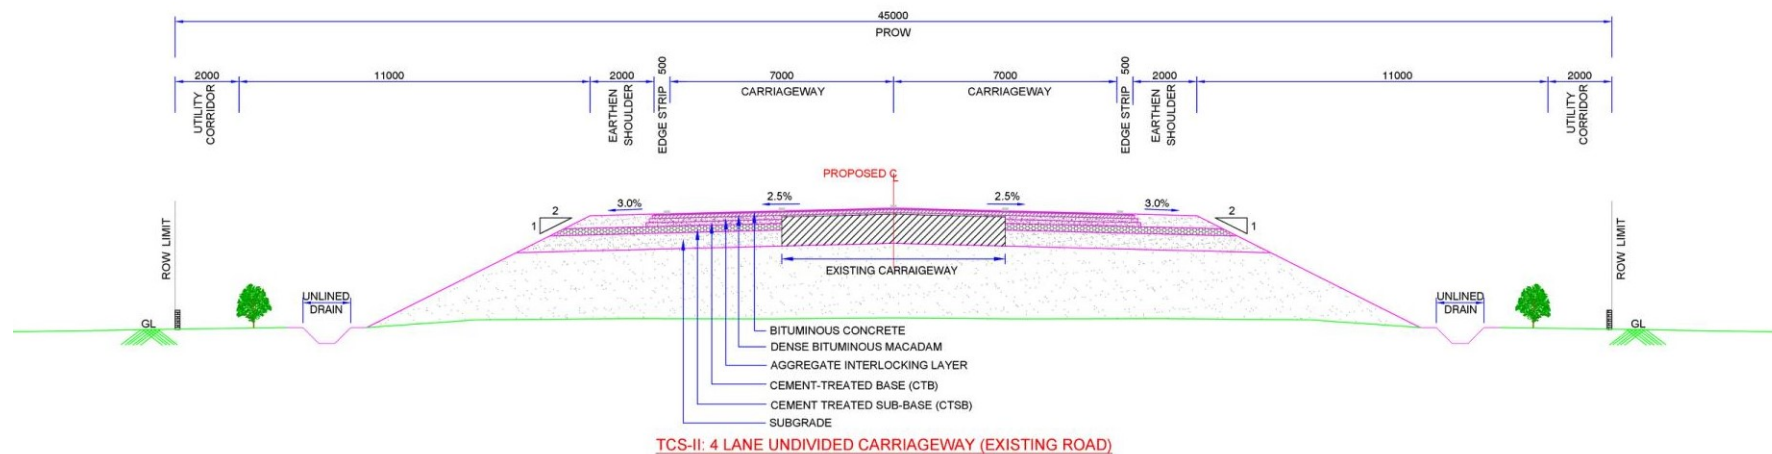 45000
PROW
2000
11000
2000
500
7000
7000
500
2000
11000
2000
UTILITY
CORRIDOR
EARTHEN
SHOULDER
EDGE STRIP
CARRIAGEWAY
CARRIAGEWAY
EDGE STRIP
EARTHEN
SHOULDER
UTILITY
CORRIDOR
PROPOSED ℄
ROW LIMIT
2
1
3.0%
2.5%
2.5%
3.0%
2
1
ROW LIMIT
EXISTING CARRAIGEWAY
UNLINED
DRAIN
UNLINED
DRAIN
GL
GL
BITUMINOUS CONCRETE
DENSE BITUMINOUS MACADAM
AGGREGATE INTERLOCKING LAYER
CEMENT-TREATED BASE (CTB)
CEMENT TREATED SUB-BASE (CTSB)
SUBGRADE
TCS-II: 4 LANE UNDIVIDED CARRIAGEWAY (EXISTING ROAD)